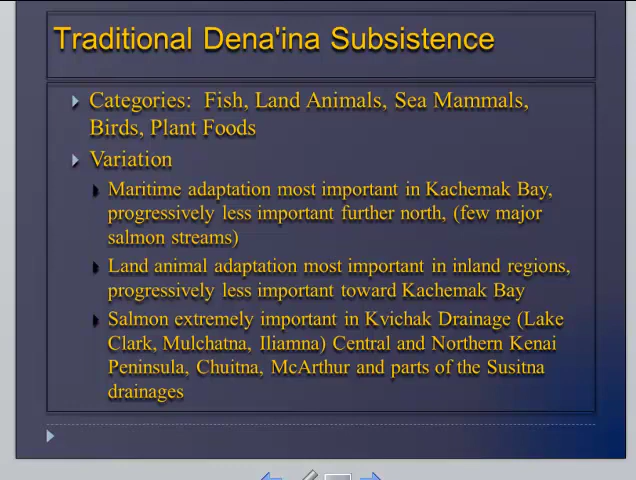 Traditional Dena'ina Subsistence
Categories: Fish, Land Animals, Sea Mammals,
Birds, Plant Foods
Variation
Maritime adaptation most important in Kachemak Bay,
progressively less important further north, (few major
salmon streams)
Land animal adaptation most important in inland regions,
progressively less important toward Kachemak Bay
Salmon extremely important in Kvichak Drainage (Lake
Clark, Mulchatna, Iliamna) Central and Northern Kenai
Peninsula, Chuitna, McArthur and parts of the Susitna
drainages